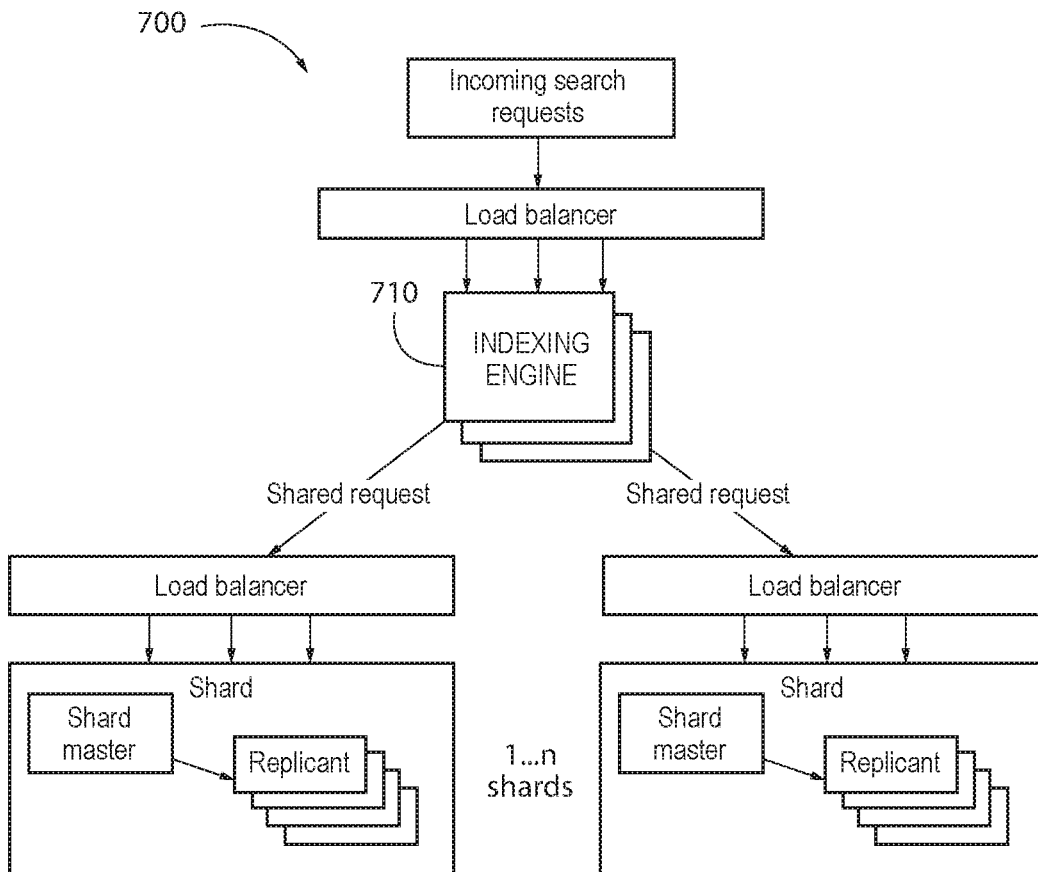 700
Incoming search
requests
Load balancer
710
INDEXING
ENGINE
Shared request
Shared request
Load balancer
Load balancer
Shard
Shard
master
Replicant
1...n
shards
Shard
Shard
master
Replicant